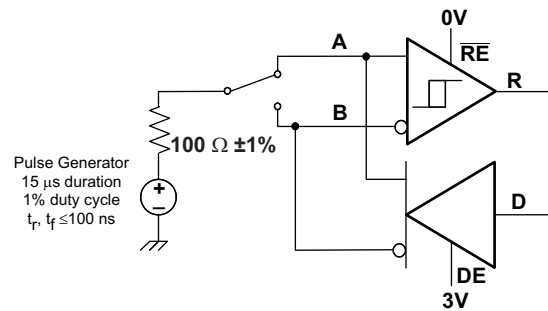 0V
A
RE
R
B
100 Ω ±1%
Pulse Generator
15 μs duration
1% duty cycle
tr, tf ≤100 ns
+
−
D
DE
3V